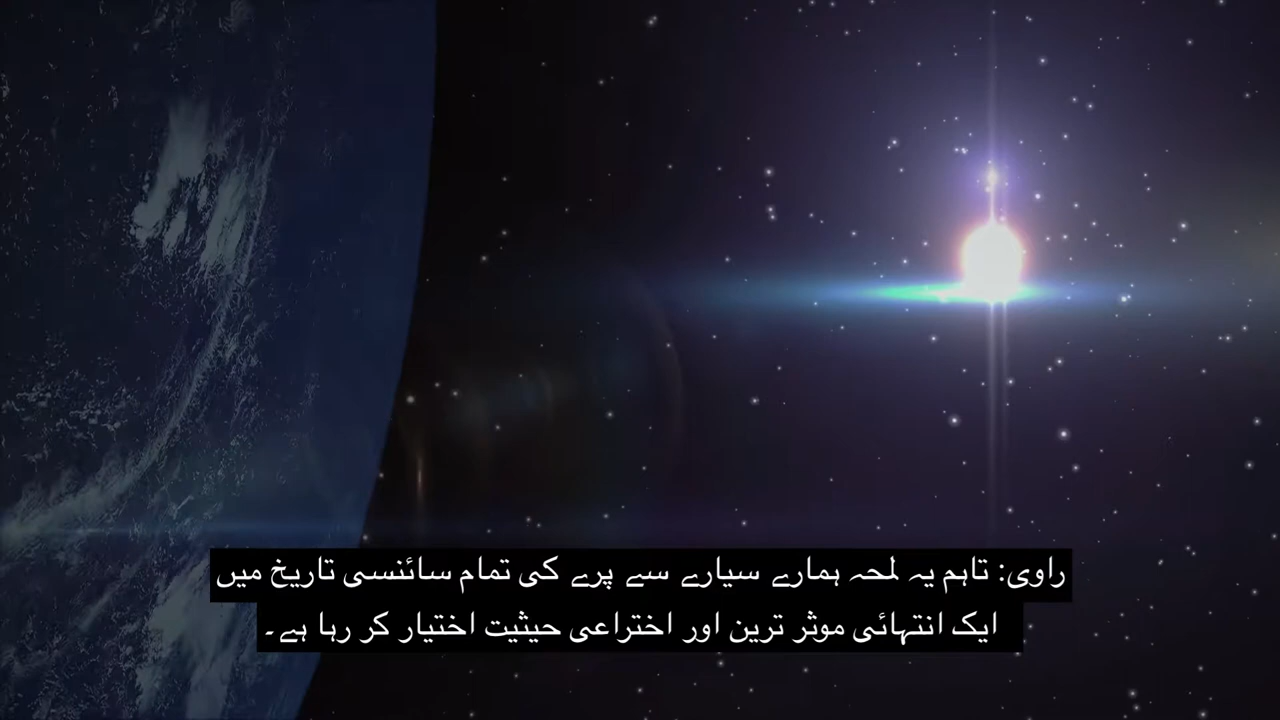 راوی: تاہم یہ لمحہ ہمارے سیارے سے پرے کی تمام سائنسی تاریخ میں
ایک انتہائی موثر ترین اور اختراعی حیثیت اختیار کر رہا ہے۔